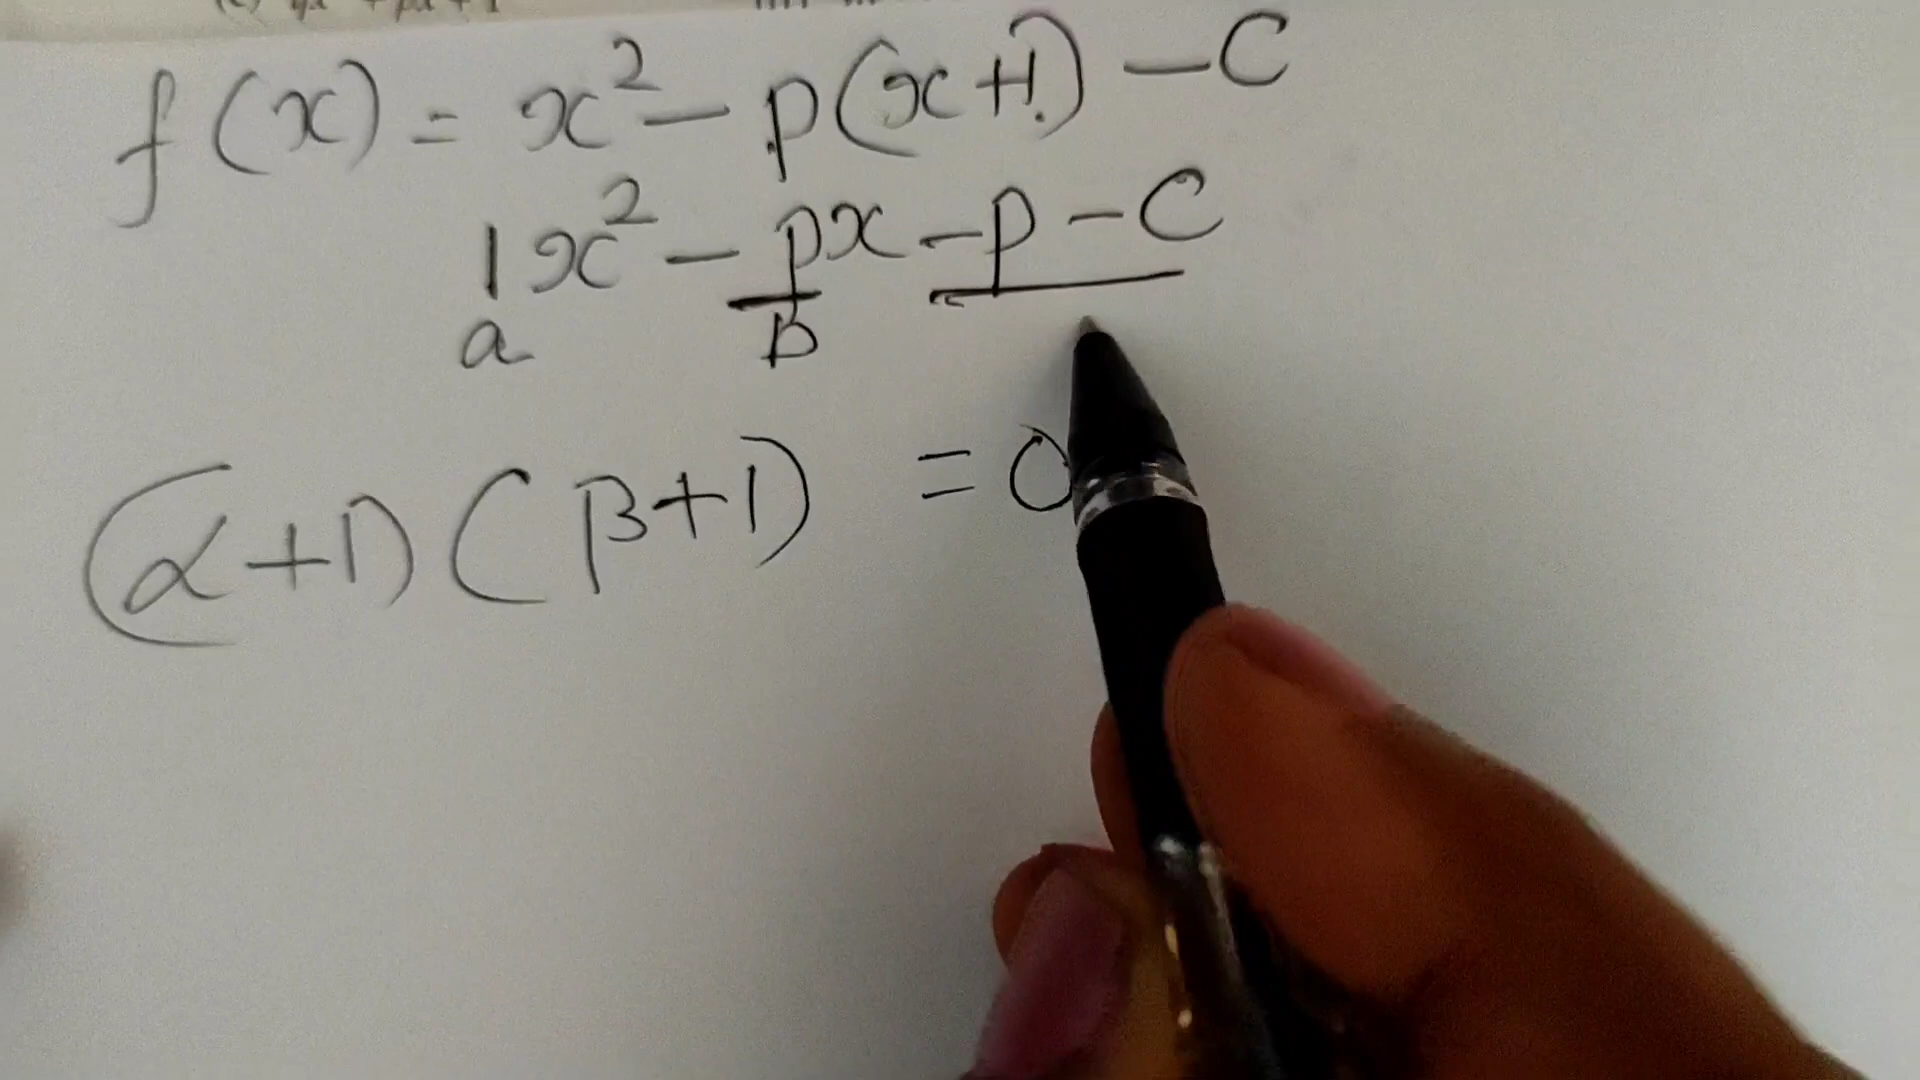 f(x) = x² - p(x+1) - C
1x² - px - p - C
a b
(α+1)(β+1) = 0